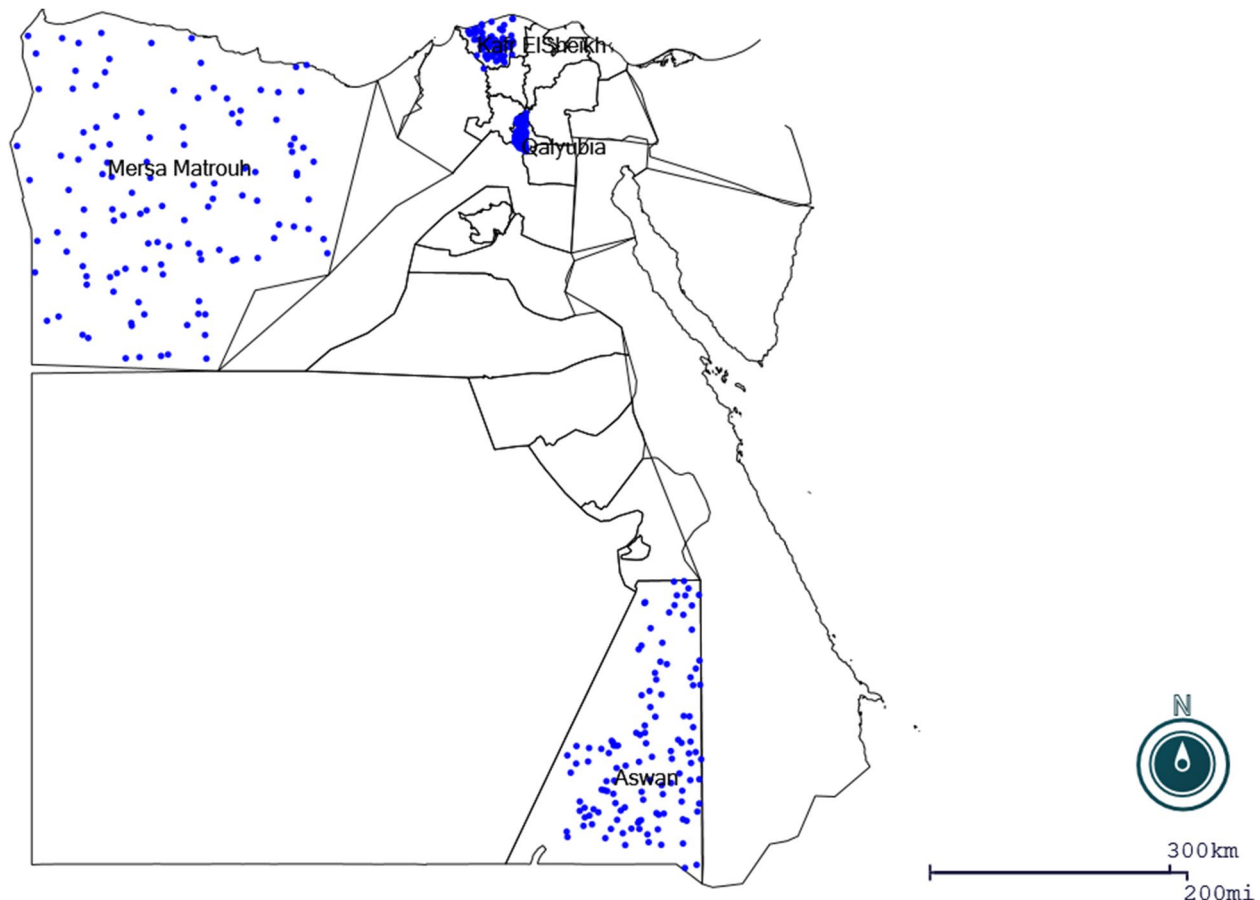 Kafr ElSheikh
Qalyubia
Mersa Matrouh
Aswan
N
300km
200mi